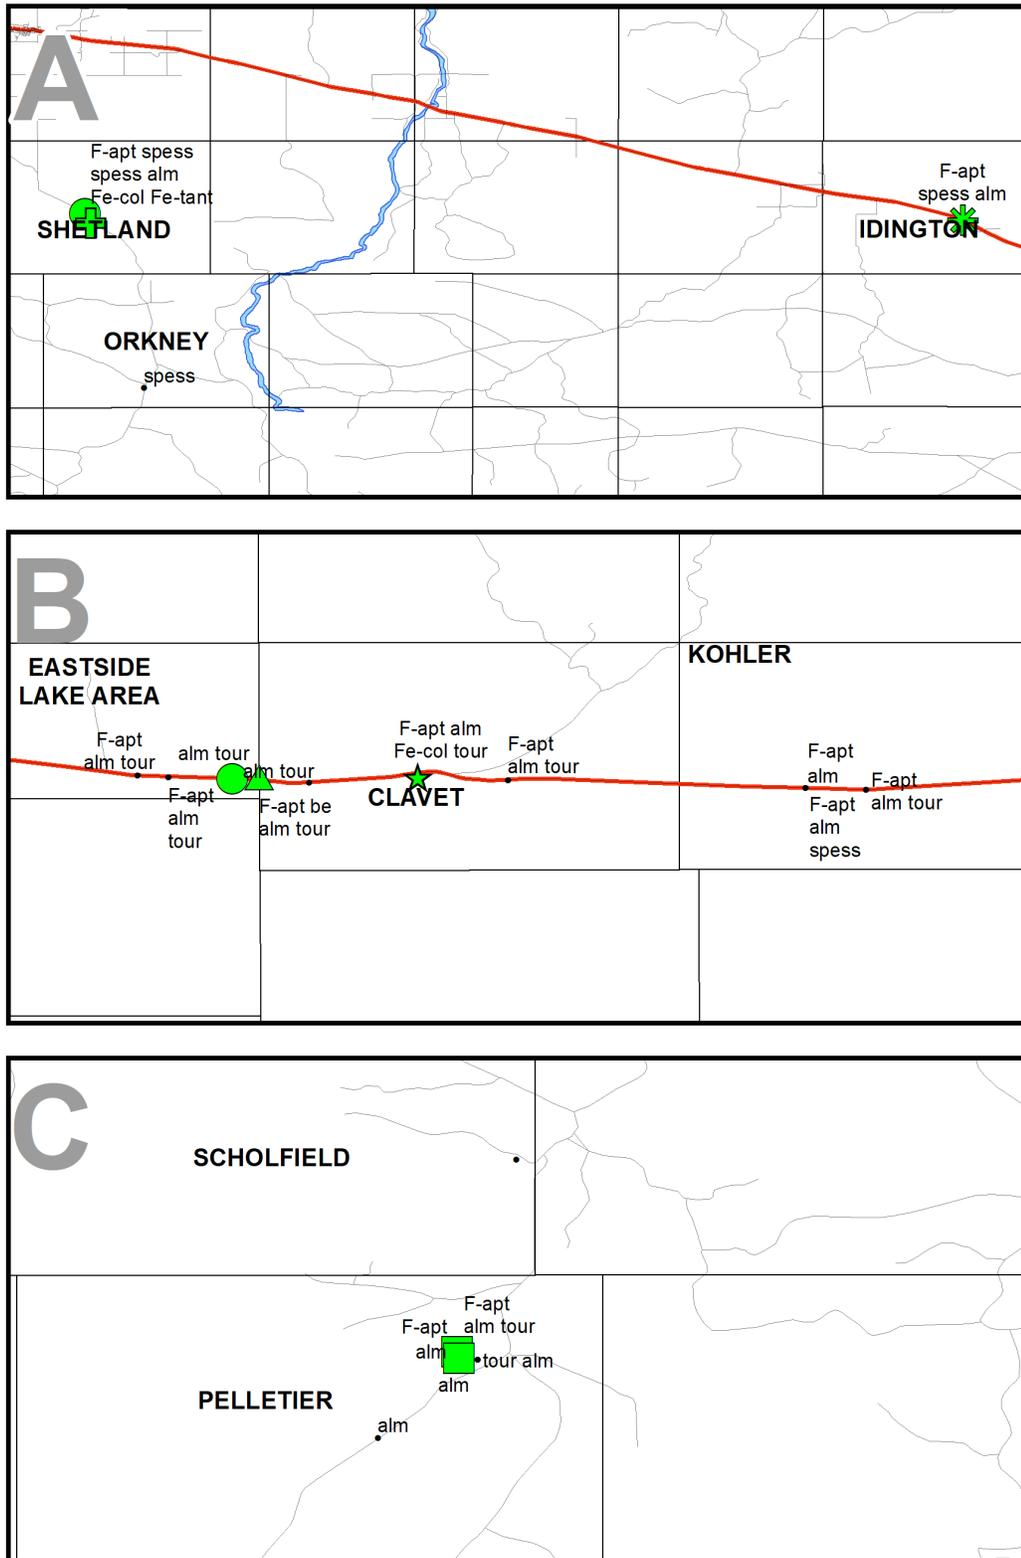 A
F-apt spess
spess alm
Fe-col Fe-tant
SHETLAND
F-apt
spess alm
IDINGTON
ORKNEY
spess
B
EASTSIDE
LAKE AREA
KOHLER
F-apt
alm tour
alm tour
alm tour
F-apt
alm
tour
F-apt be
alm tour
F-apt alm
Fe-col tour
CLAVET
F-apt
alm tour
F-apt
alm
F-apt
alm tour
F-apt
alm
spess
C
SCHOLFIELD
F-apt
alm tour
F-apt
alm
tour alm
alm
PELLETIER
alm